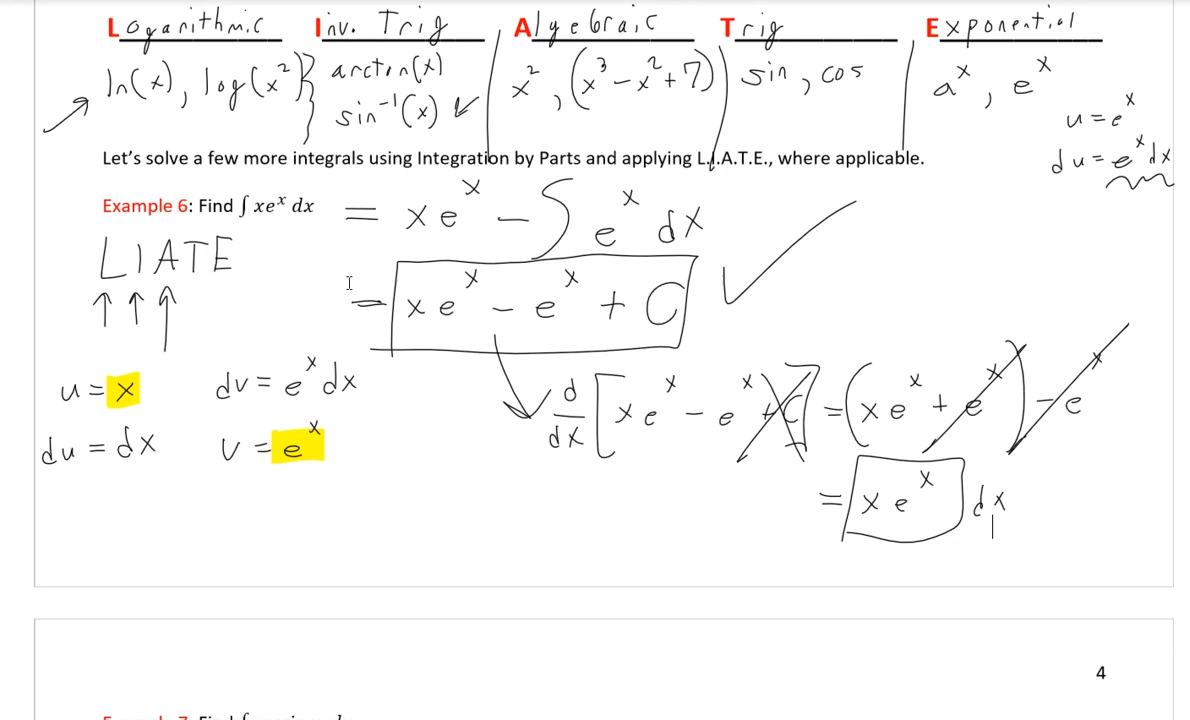 Logarithmic Inv. Trig Algebraic Trig Exponential
ln(x), log(x²) } arctan(x) x², (x³ − x² + 7) sin, cos aˣ, eˣ
sin⁻¹(x)
u = eˣ
du = eˣ dx
Let's solve a few more integrals using Integration by Parts and applying L.I.A.T.E., where applicable.
Example 6: Find ∫ xeˣ dx = xeˣ − ∫ eˣ dx
LIATE
= xeˣ − eˣ + C
u = x dv = eˣ dx
du = dx v = eˣ
d/dx [xeˣ − eˣ + C] = (xeˣ + eˣ) − eˣ
= xeˣ dx
4